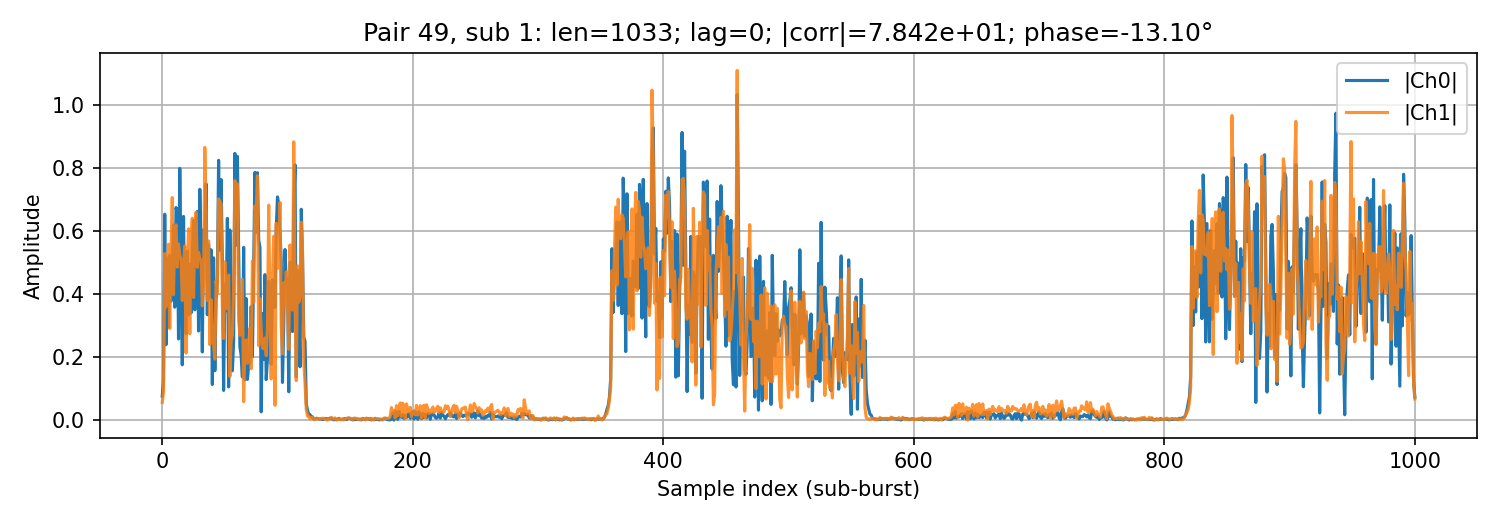 Pair 49, sub 1: len=1033; lag=0; |corr|=7.842e+01; phase=-13.10°
|Ch0|
|Ch1|
Amplitude
1.0
0.8
0.6
0.4
0.2
0.0
0 200 400 600 800 1000
Sample index (sub-burst)